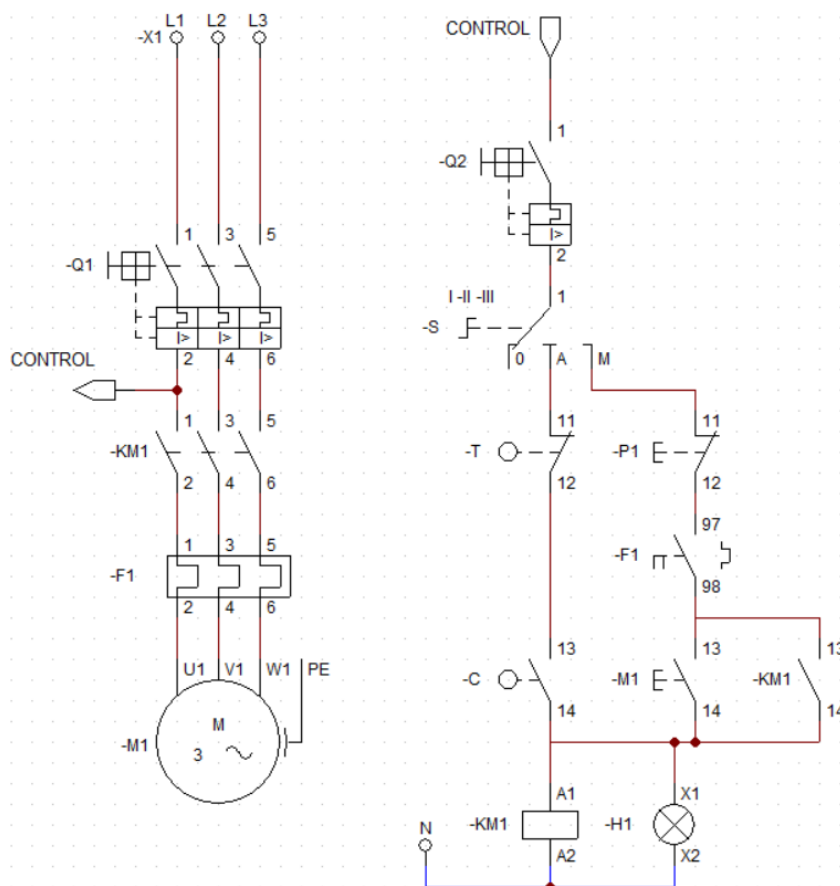 L1 L2 L3
-X1
1 3 5
-Q1
I> I> I>
2 4 6
CONTROL
1 3 5
-KM1
2 4 6
1 3 5
-F1
2 4 6
U1 V1 W1 PE
M
3
-M1
CONTROL
1
-Q2
I>
2
I -II -III
1
-S
0 A M
11
-T
12
11
-P1
12
97
-F1
98
13
-C
14
13
-M1
14
13
-KM1
14
A1
-KM1
A2
X1
-H1
X2
N